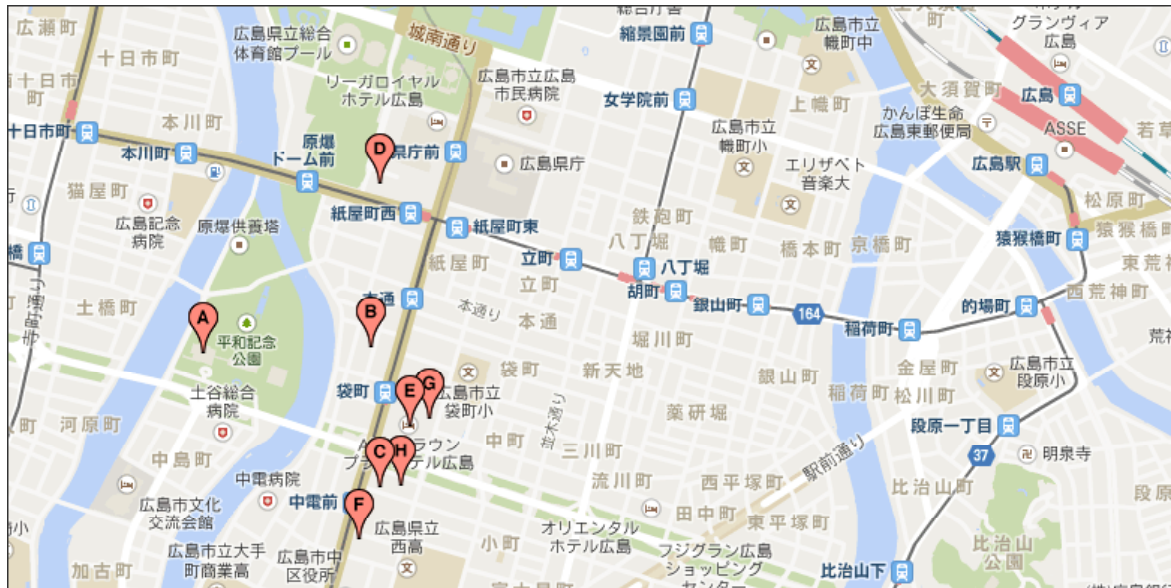 広瀬町
十日市町
広島県立総合
体育館プール
城南通り
リーガロイヤル
ホテル広島
広島市立広島
市民病院
縮景園前
女学院前
広島市立
幟町中
上幟町
グランヴィア
広島
広島
大須賀町
かんぽ生命
広島東郵便局
ASSE
広島駅
松原町
猿猴橋町
猿猴橋町
東荒神町
西荒神町
的場町
十日市町
本川町
本川町
原爆
ドーム前
D
県庁前
広島県庁
広島市立
幟町小
エリザベト
音楽大
猫屋町
広島記念
病院
原爆供養塔
紙屋町西
紙屋町東
紙屋町
立町
立町
鉄砲町
八丁堀
八丁堀
幟町
橋本町
京橋町
胡町
銀山町
164
稲荷町
土橋町
寺町通り
A
平和記念
公園
本通
B
本通り
本通
堀川町
新天地
銀山町
稲荷町
金屋町
松川町
広島市立
段原小
土谷総合
病院
袋町
E
G
広島市立
袋町小
袋町
並木通り
薬研堀
段原一丁目
37
明泉寺
河原町
中島町
C
H
中町
三川町
流川町
西平塚町
駅前通り
比治山町
広島市文化
交流会館
中電病院
中電前
F
広島県立
西高
小町
オリエンタル
ホテル広島
田中町
東平塚町
フジグラン広島
ショッピング
センター
比治山
公園
比治山下
加古町
広島市立大手
町商業高
広島市中
区役所